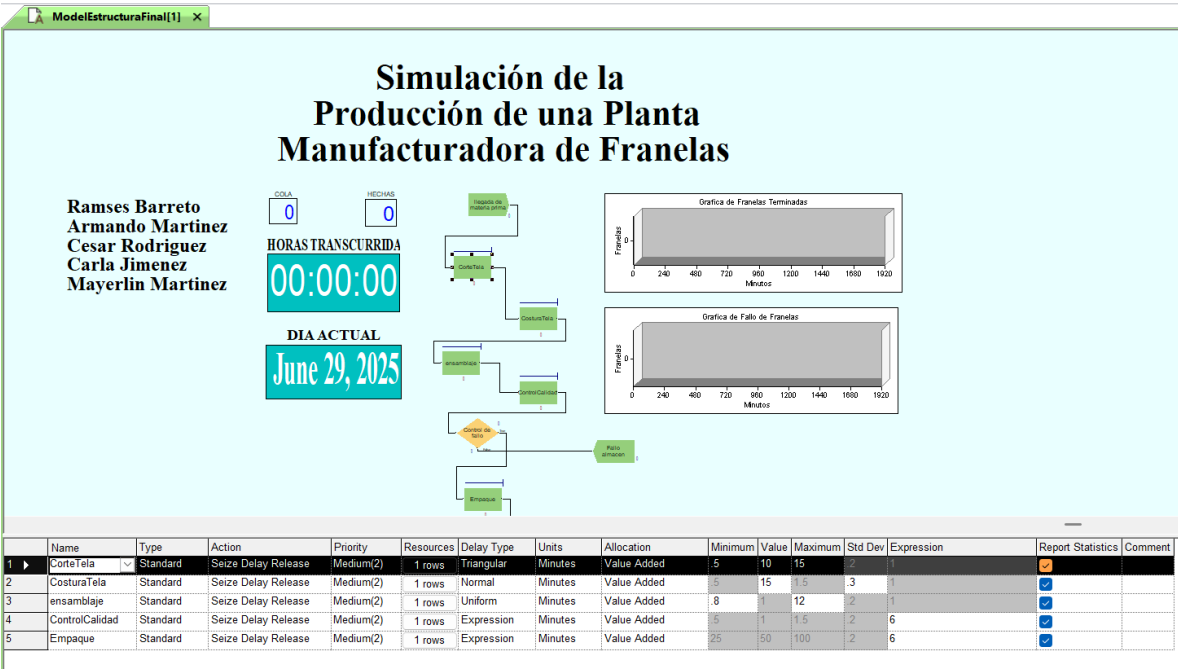 ModelEstructuraFinal[1]
Simulación de la
Producción de una Planta
Manufacturadora de Franelas
Ramses Barreto
Armando Martinez
Cesar Rodriguez
Carla Jimenez
Mayerlin Martinez
COLA
0
HECHAS
0
HORAS TRANSCURRIDA
00:00:00
DIA ACTUAL
June 29, 2025
llegada de
materia prima
CorteTela
CosturaTela
ensamblaje
ControlCalidad
Control de
fallo
Fallo
almacen
Empaque
Grafica de Franelas Terminadas
Franelas
0
0 240 480 720 960 1200 1440 1680 1920
Minutos
Grafica de Fallo de Franelas
Franelas
0
0 240 480 720 960 1200 1440 1680 1920
Minutos
Name Type Action Priority Resources Delay Type Units Allocation Minimum Value Maximum Std Dev Expression Report Statistics Comment
1 CorteTela Standard Seize Delay Release Medium(2) 1 rows Triangular Minutes Value Added .5 10 15 .2 1
2 CosturaTela Standard Seize Delay Release Medium(2) 1 rows Normal Minutes Value Added .5 15 1.5 .3 1
3 ensamblaje Standard Seize Delay Release Medium(2) 1 rows Uniform Minutes Value Added .8 1 12 .2 1
4 ControlCalidad Standard Seize Delay Release Medium(2) 1 rows Expression Minutes Value Added .5 1 1.5 .2 6
5 Empaque Standard Seize Delay Release Medium(2) 1 rows Expression Minutes Value Added 25 50 100 .2 6